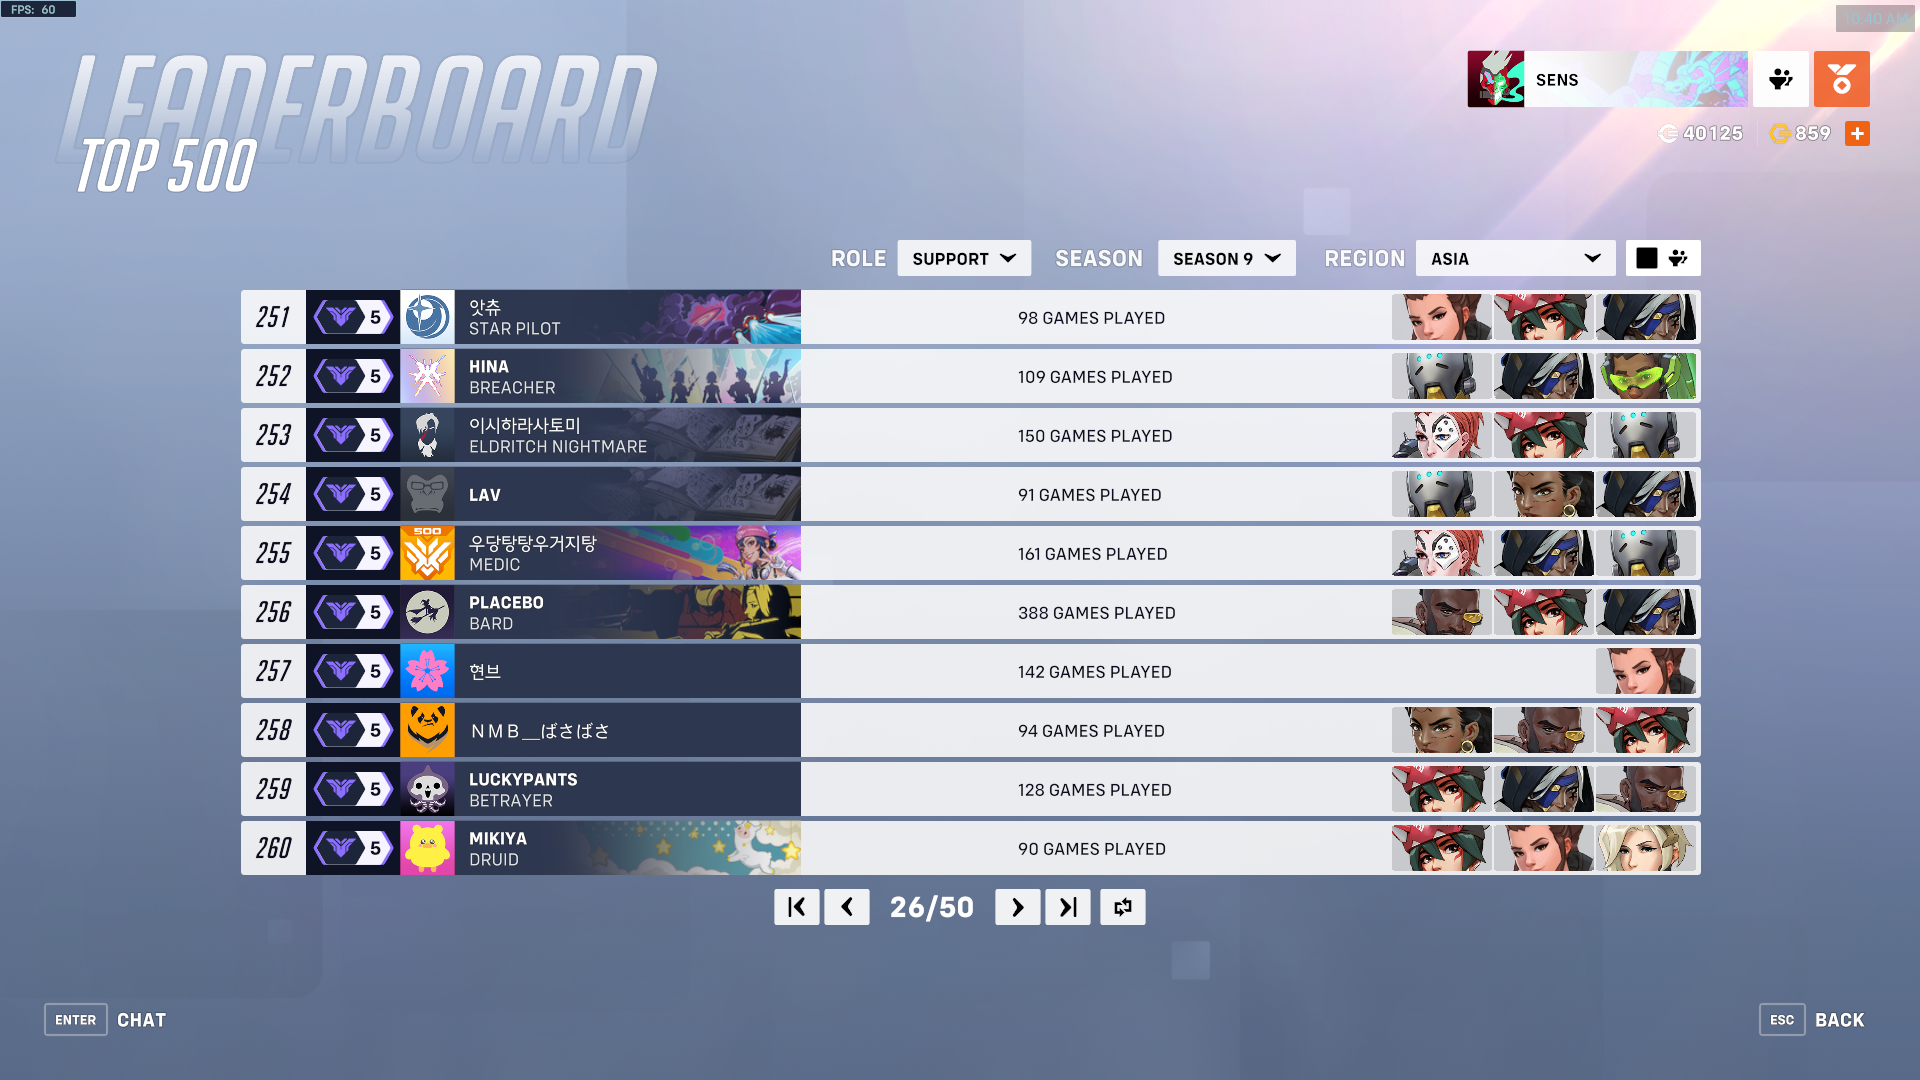 FPS: 60
10:40 AM
LEADERBOARD
TOP 500
SENS
40125
859
ROLE
SUPPORT
SEASON
SEASON 9
REGION
ASIA
251
5
앗츄
STAR PILOT
98 GAMES PLAYED
252
5
HINA
BREACHER
109 GAMES PLAYED
253
5
이시하라사토미
ELDRITCH NIGHTMARE
150 GAMES PLAYED
254
5
LAV
91 GAMES PLAYED
255
5
500
우당탕탕우거지탕
MEDIC
161 GAMES PLAYED
256
5
PLACEBO
BARD
388 GAMES PLAYED
257
5
현브
142 GAMES PLAYED
258
5
NMB__ばさばさ
94 GAMES PLAYED
259
5
LUCKYPANTS
BETRAYER
128 GAMES PLAYED
260
5
MIKIYA
DRUID
90 GAMES PLAYED
26/50
ENTER
CHAT
ESC
BACK